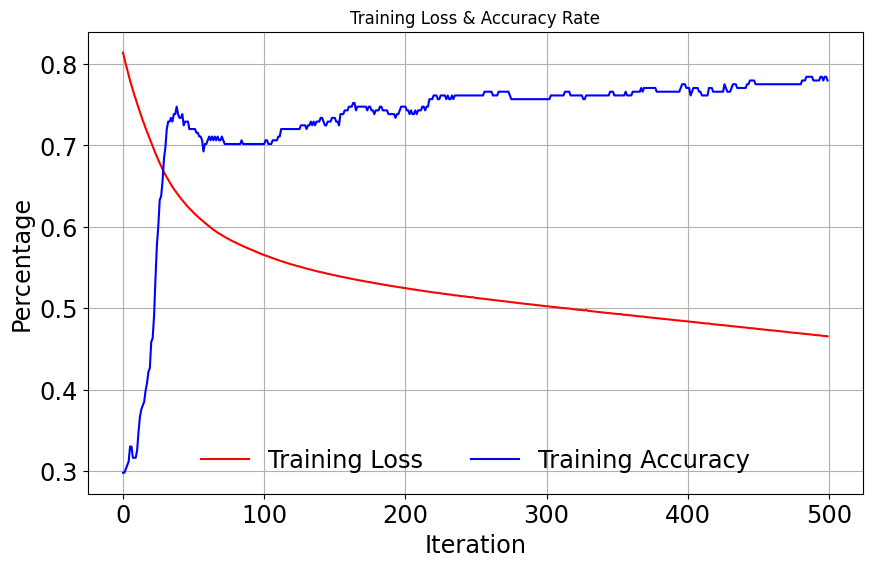 Training Loss & Accuracy Rate
0.8
0.7
0.6
0.5
0.4
0.3
Percentage
Training Loss Training Accuracy
0 100 200 300 400 500
Iteration